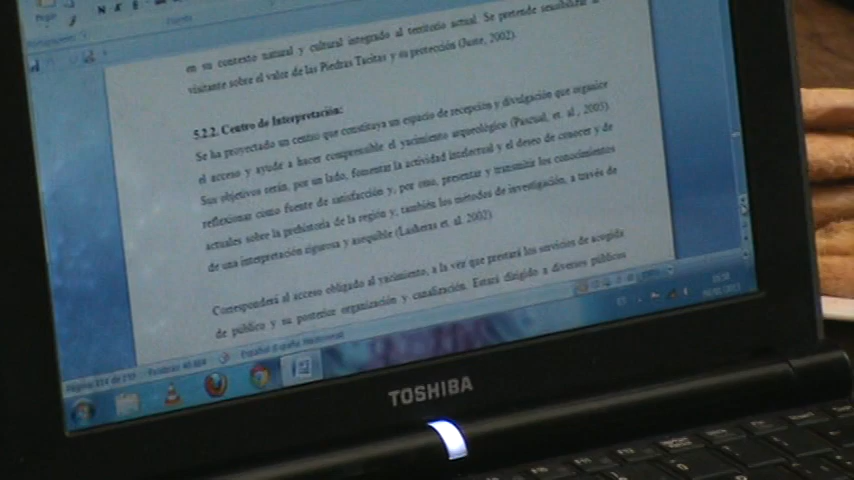 en su contexto natural y cultural integrado al territorio actual. Se pretende sensibilizar al
visitante sobre el valor de las Piedras Tacitas y su protección (Juste, 2002).
5.2.2. Centro de Interpretación:
Se ha proyectado un centro que constituya un espacio de recepción y divulgación que organice
el acceso y ayude a hacer comprensible el yacimiento arqueológico (Pascual, et. al., 2005).
Sus objetivos serán, por un lado, fomentar la actividad intelectual y el deseo de conocer y de
reflexionar como fuente de satisfacción y, por otro, presentar y transmitir los conocimientos
actuales sobre la prehistoria de la región y, también los métodos de investigación, a través de
de una interpretación rigurosa y asequible (Lasheras et. al. 2002).
Corresponderá al acceso obligado al yacimiento, a la vez que prestará los servicios de acogida
de público y su posterior organización y canalización. Estará dirigido a diversos públicos
Español (España
ES
TOSHIBA